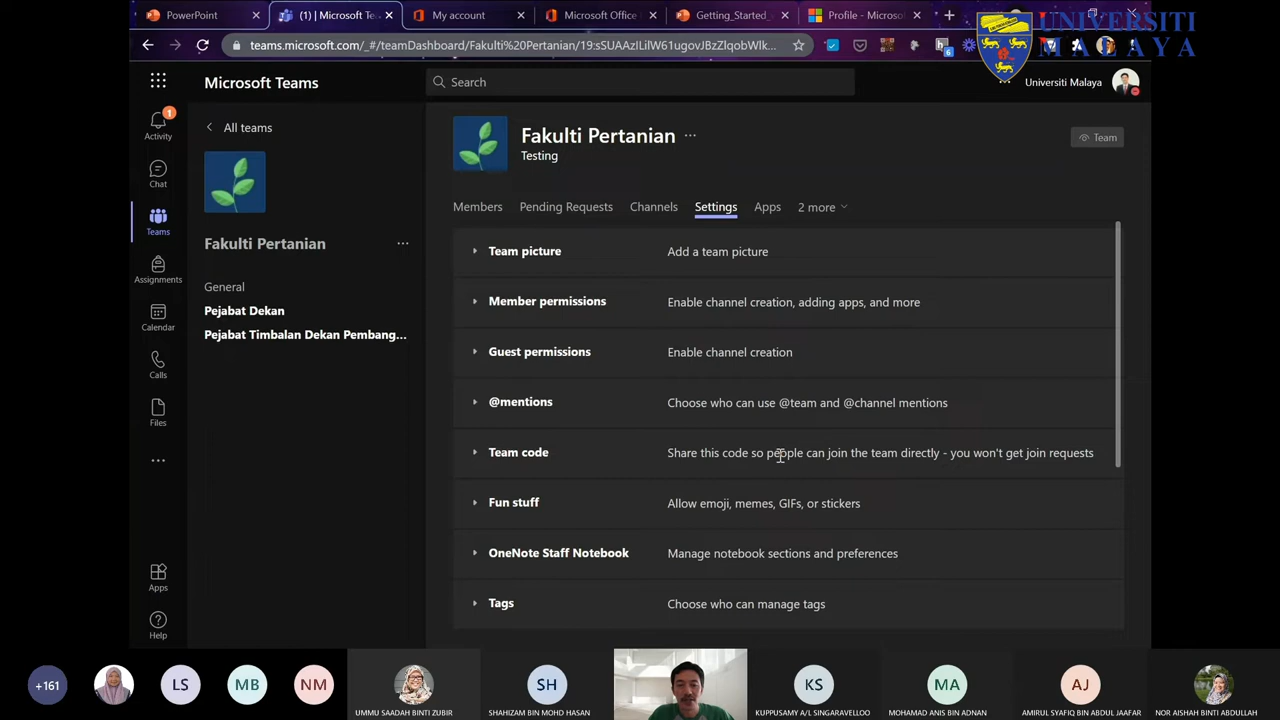 PowerPoint
(1) | Microsoft Te
My account
Microsoft Office
Getting_Started_
Profile - Microsoft
UNIVERSITI
MALAYA
teams.microsoft.com/_#/teamDashboard/Fakulti%20Pertanian/19:sSUAAzILilW61ugovJBzZlqobWlk...
6
Microsoft Teams
Search
Universiti Malaya
1
Activity
Chat
Teams
Assignments
Calendar
Calls
Files
Apps
Help
All teams
Fakulti Pertanian
General
Pejabat Dekan
Pejabat Timbalan Dekan Pembang...
Fakulti Pertanian
Testing
Team
Members
Pending Requests
Channels
Settings
Apps
2 more
Team picture
Add a team picture
Member permissions
Enable channel creation, adding apps, and more
Guest permissions
Enable channel creation
@mentions
Choose who can use @team and @channel mentions
Team code
Share this code so people can join the team directly - you won't get join requests
Fun stuff
Allow emoji, memes, GIFs, or stickers
OneNote Staff Notebook
Manage notebook sections and preferences
Tags
Choose who can manage tags
+161
LS
MB
NM
UMMU SAADAH BINTI ZUBIR
SH
SHAHIZAM BIN MOHD HASAN
KS
KUPPUSAMY A/L SINGARAVELLOO
MA
MOHAMAD ANIS BIN ADNAN
AJ
AMIRUL SYAFIQ BIN ABDUL JAAFAR
NOR AISHAH BINTI ABDULLAH